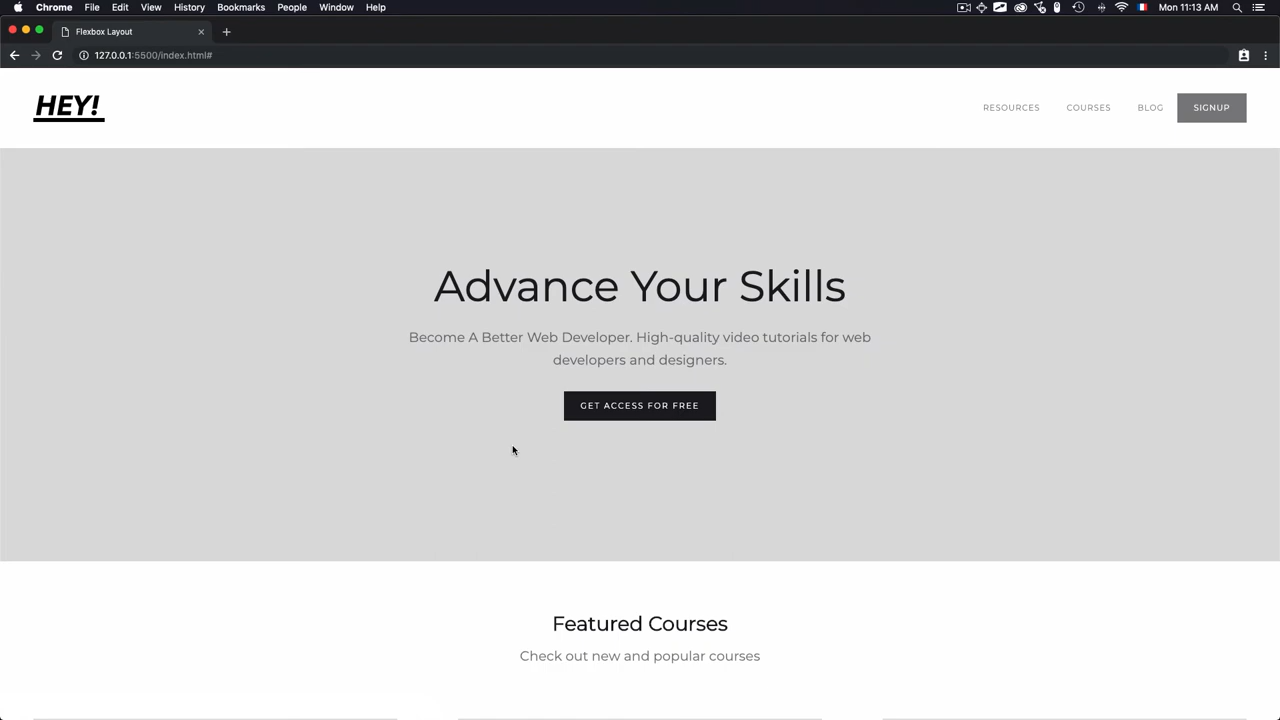 Chrome File Edit View History Bookmarks People Window Help Mon 11:13 AM
Flexbox Layout
127.0.0.1:5500/index.html#
HEY!
RESOURCES COURSES BLOG SIGNUP
Advance Your Skills
Become A Better Web Developer. High-quality video tutorials for web
developers and designers.
GET ACCESS FOR FREE
Featured Courses
Check out new and popular courses